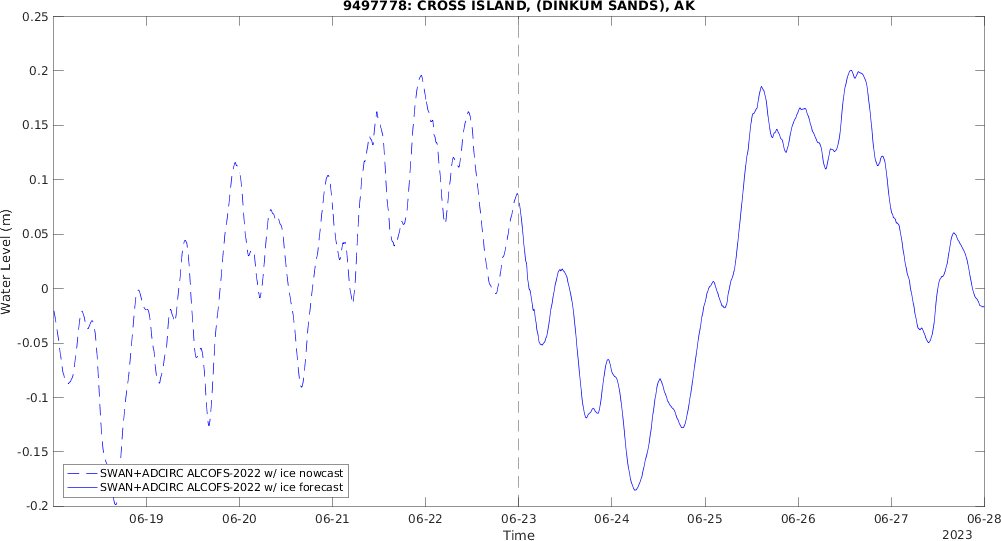 9497778: CROSS ISLAND, (DINKUM SANDS), AK
0.25
0.2
0.15
0.1
0.05
0
-0.05
-0.1
-0.15
-0.2
Water Level (m)
SWAN+ADCIRC ALCOFS-2022 w/ ice nowcast
SWAN+ADCIRC ALCOFS-2022 w/ ice forecast
06-19 06-20 06-21 06-22 06-23 06-24 06-25 06-26 06-27 06-28
Time
2023